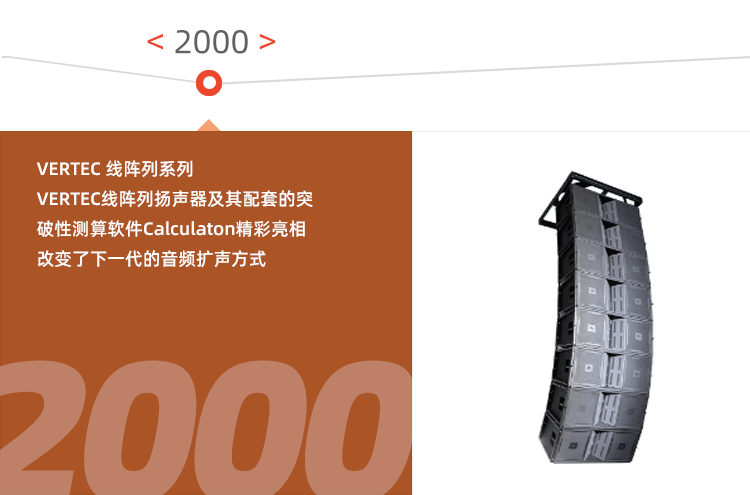 < 2000 >
VERTEC 线阵列系列
VERTEC线阵列扬声器及其配套的突
破性测算软件Calculaton精彩亮相
改变了下一代的音频扩声方式
2000